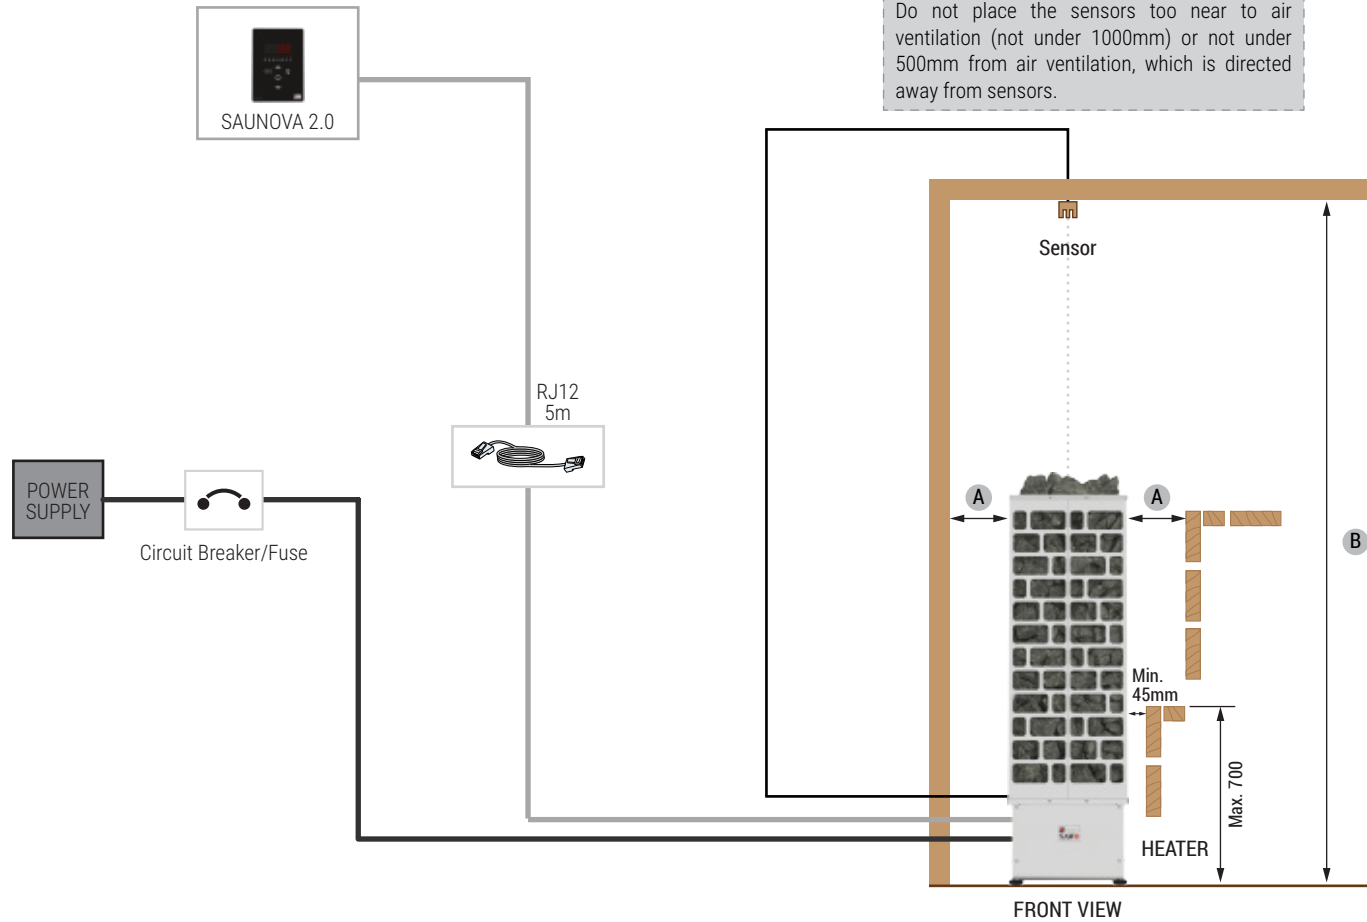 Do not place the sensors too near to air
ventilation (not under 1000mm) or not under
500mm from air ventilation, which is directed
away from sensors.
SAUNOVA 2.0
Sensor
RJ12
5m
POWER
SUPPLY
Circuit Breaker/Fuse
A
A
B
Min.
45mm
Max. 700
HEATER
FRONT VIEW